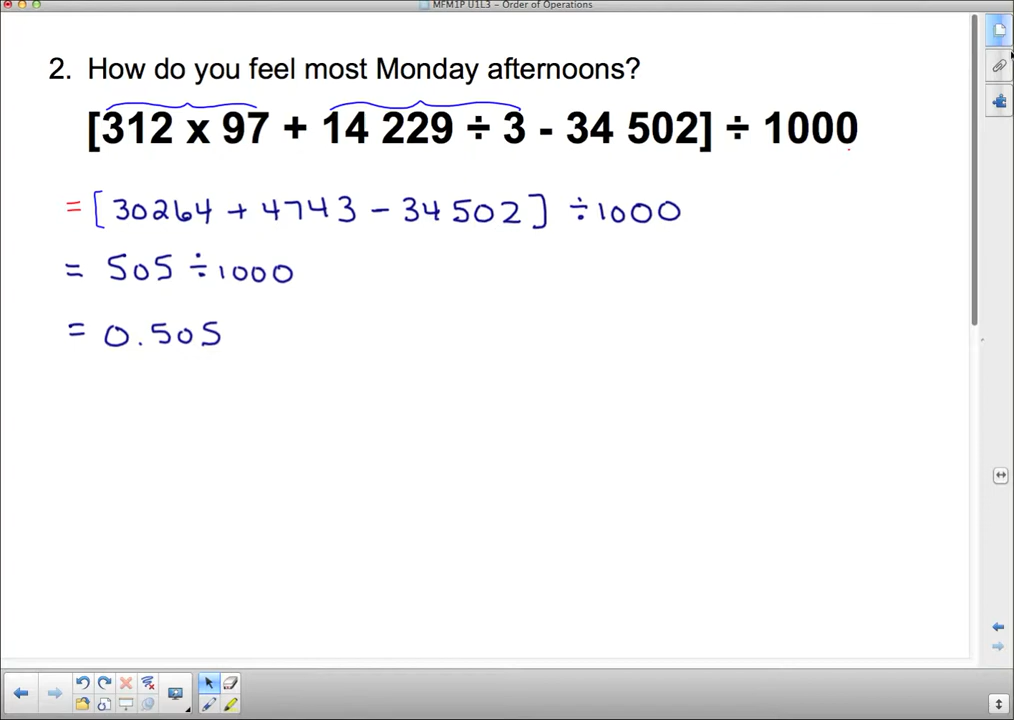 MFM1P U1L3 – Order of Operations
2. How do you feel most Monday afternoons?
[312 x 97 + 14 229 ÷ 3 - 34 502] ÷ 1000
= [30264 + 4743 - 34502] ÷1000
= 505 ÷1000
= 0.505